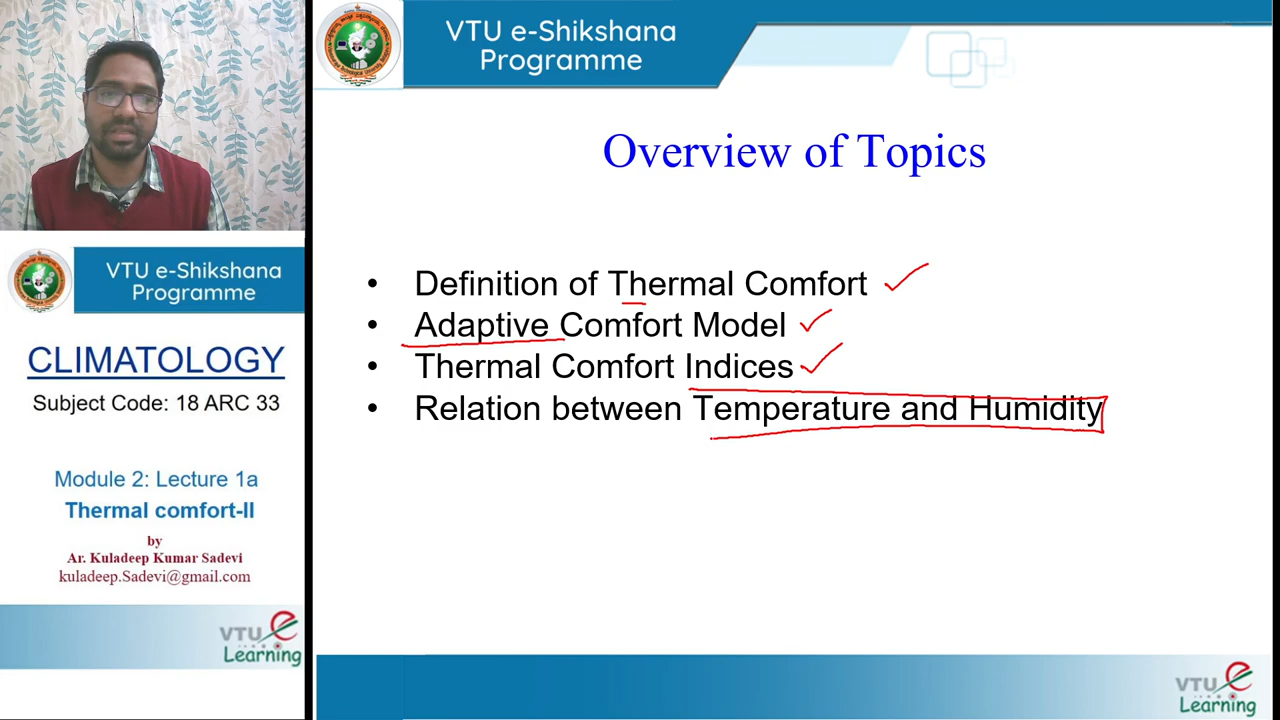 VTU e-Shikshana
Programme
Overview of Topics
• Definition of Thermal Comfort
• Adaptive Comfort Model
• Thermal Comfort Indices
• Relation between Temperature and Humidity
VTU e-Shikshana
Programme
CLIMATOLOGY
Subject Code: 18 ARC 33
Module 2: Lecture 1a
Thermal comfort-II
by
Ar. Kuladeep Kumar Sadevi
kuladeep.Sadevi@gmail.com
VTU e
Learning
VTU e
Learning